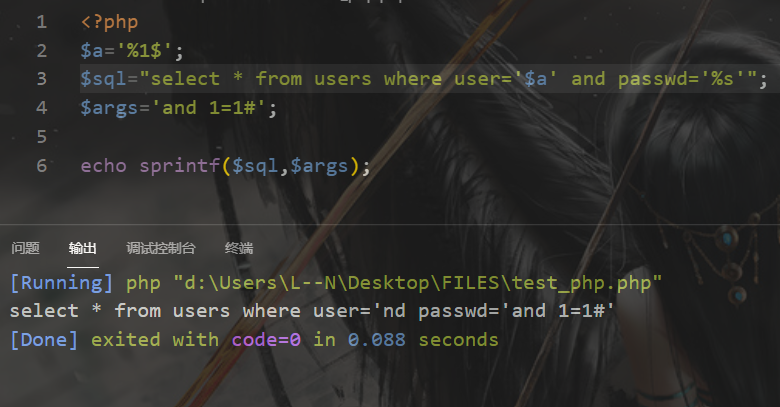 1 <?php
2 $a='%1$';
3 $sql="select * from users where user='$a' and passwd='%s'";
4 $args='and 1=1#';
5
6 echo sprintf($sql,$args);
问题 输出 调试控制台 终端
[Running] php "d:\Users\L--N\Desktop\FILES\test_php.php"
select * from users where user='nd passwd='and 1=1#'
[Done] exited with code=0 in 0.088 seconds